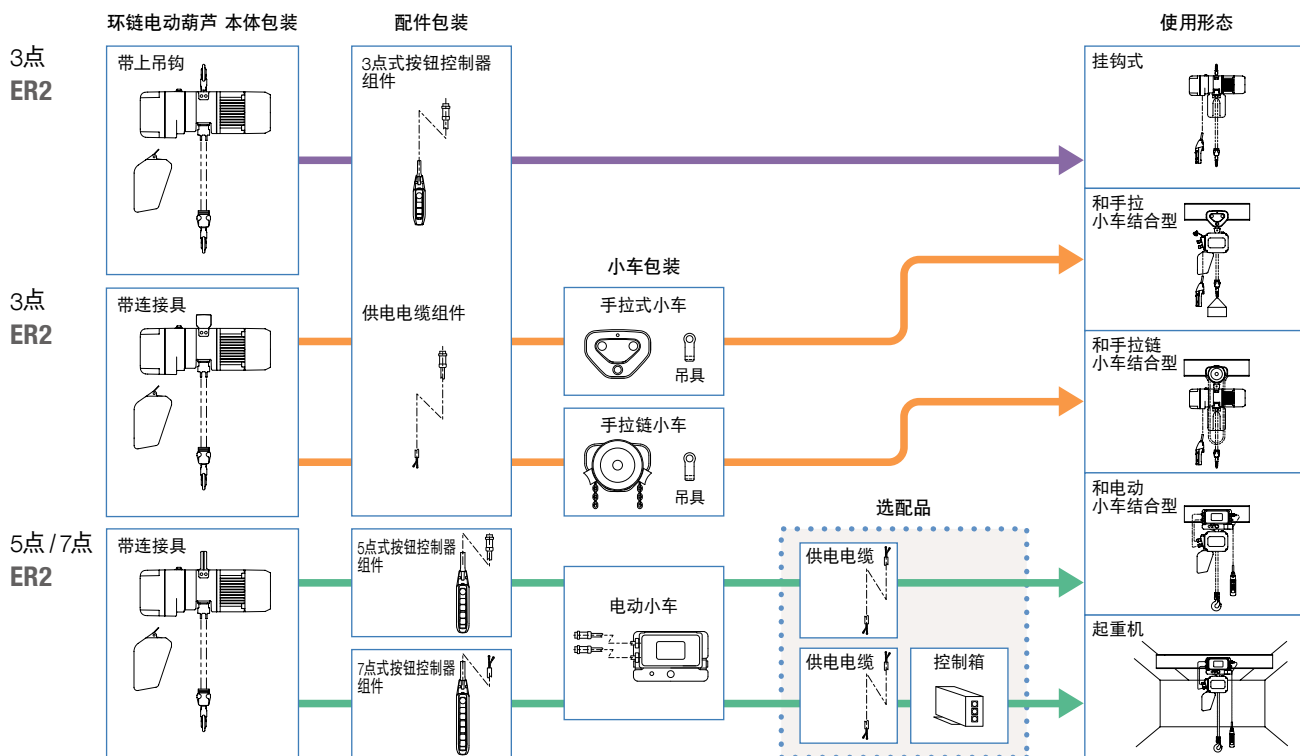 环链电动葫芦 本体包装
配件包装
使用形态
3点
ER2
带上吊钩
3点式按钮控制器
组件
挂钩式
和手拉
小车结合型
小车包装
3点
ER2
带连接具
供电电缆组件
手拉式小车
吊具
和手拉链
小车结合型
手拉链小车
吊具
选配品
和电动
小车结合型
5点 / 7点
ER2
带连接具
5点式按钮控制器
组件
电动小车
供电电缆
起重机
7点式按钮控制器
组件
供电电缆
控制箱